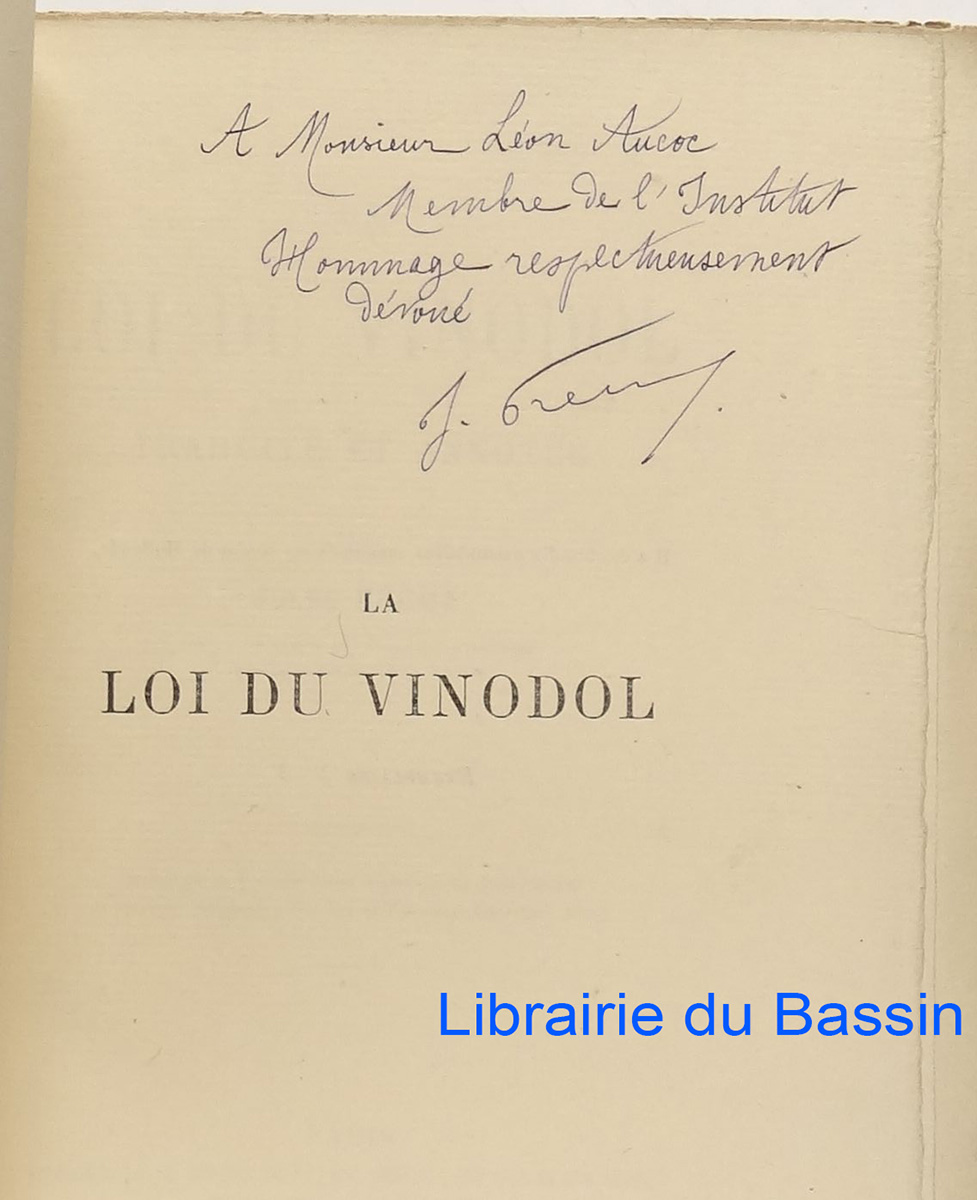 A Monsieur Léon Aucoc
Membre de l'Institut
Hommage respectueusement
dévoué
J.
LA
LOI DU VINODOL
Librairie du Bassin